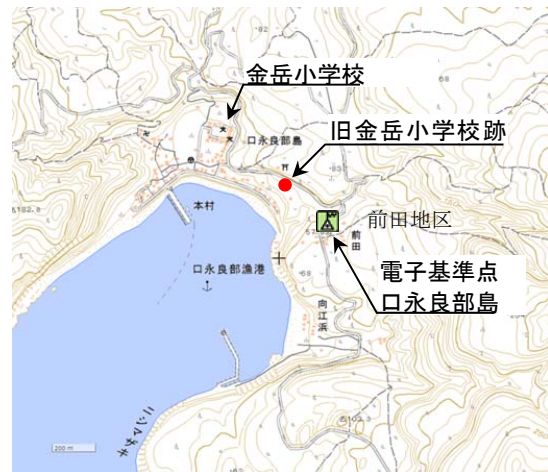 金岳小学校
口永良部島
旧金岳小学校跡
本村
前田地区
前田
電子基準点
口永良部島
口永良部漁港
向江浜
200 m